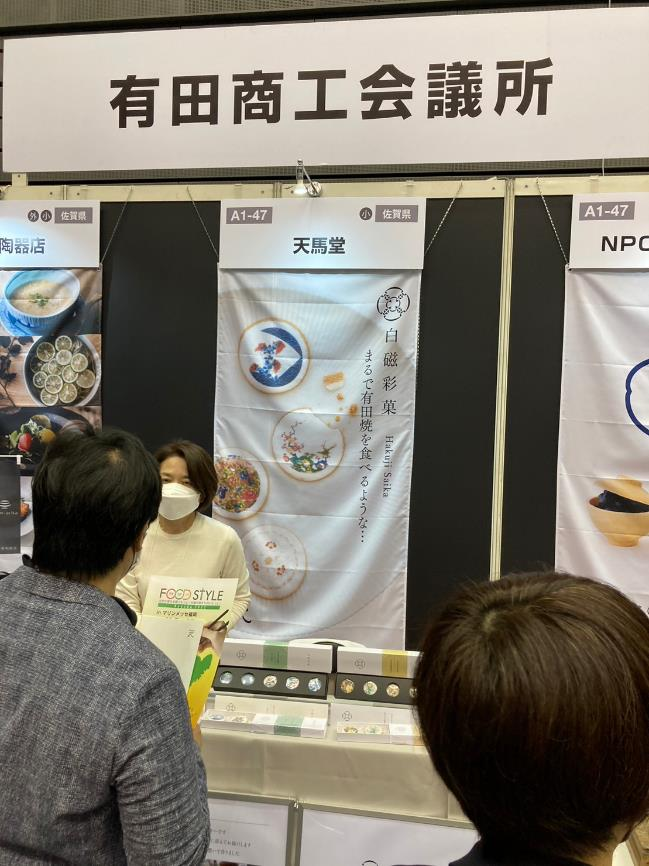 有田商工会議所
外 小 佐賀県
陶器店
A1-47 小 佐賀県
天馬堂
白磁彩菓 Hakuji Saika
まるで有田焼を食べるような…
A1-47
NPO
FOOD STYLE
in マリンメッセ福岡